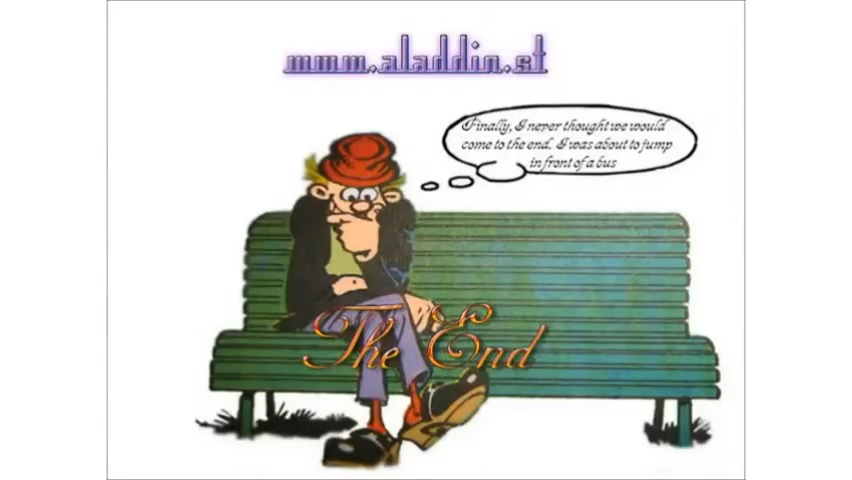 www.aladdin.st
Finally, I never thought we would
come to the end. I was about to jump
in front of a bus
The End